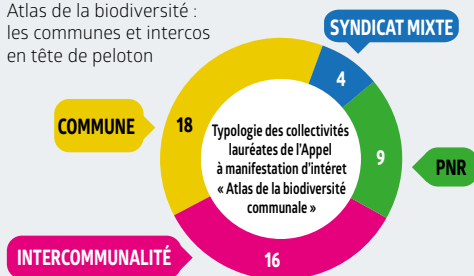 Atlas de la biodiversité :
les communes et intercos
en tête de peloton
SYNDICAT MIXTE
4
COMMUNE
18
Typologie des collectivités
lauréates de l'Appel
à manifestation d'intéret
« Atlas de la biodiversité
communale »
9
PNR
INTERCOMMUNALITÉ
16